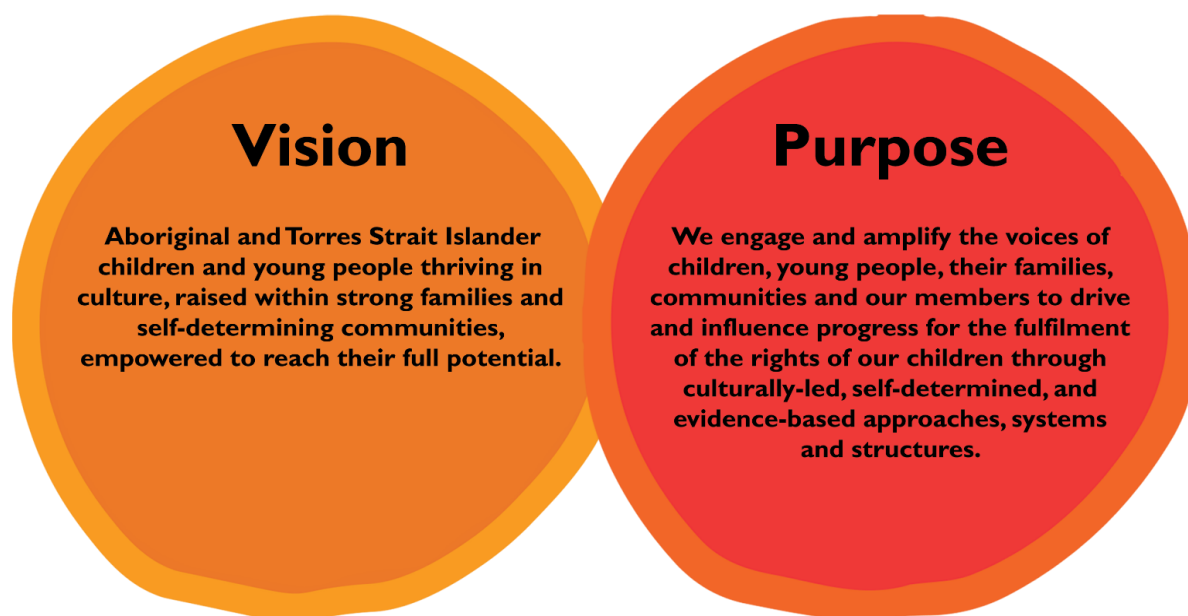 Vision
Aboriginal and Torres Strait Islander
children and young people thriving in
culture, raised within strong families and
self-determining communities,
empowered to reach their full potential.
Purpose
We engage and amplify the voices of
children, young people, their families,
communities and our members to drive
and influence progress for the fulfilment
of the rights of our children through
culturally-led, self-determined, and
evidence-based approaches, systems
and structures.